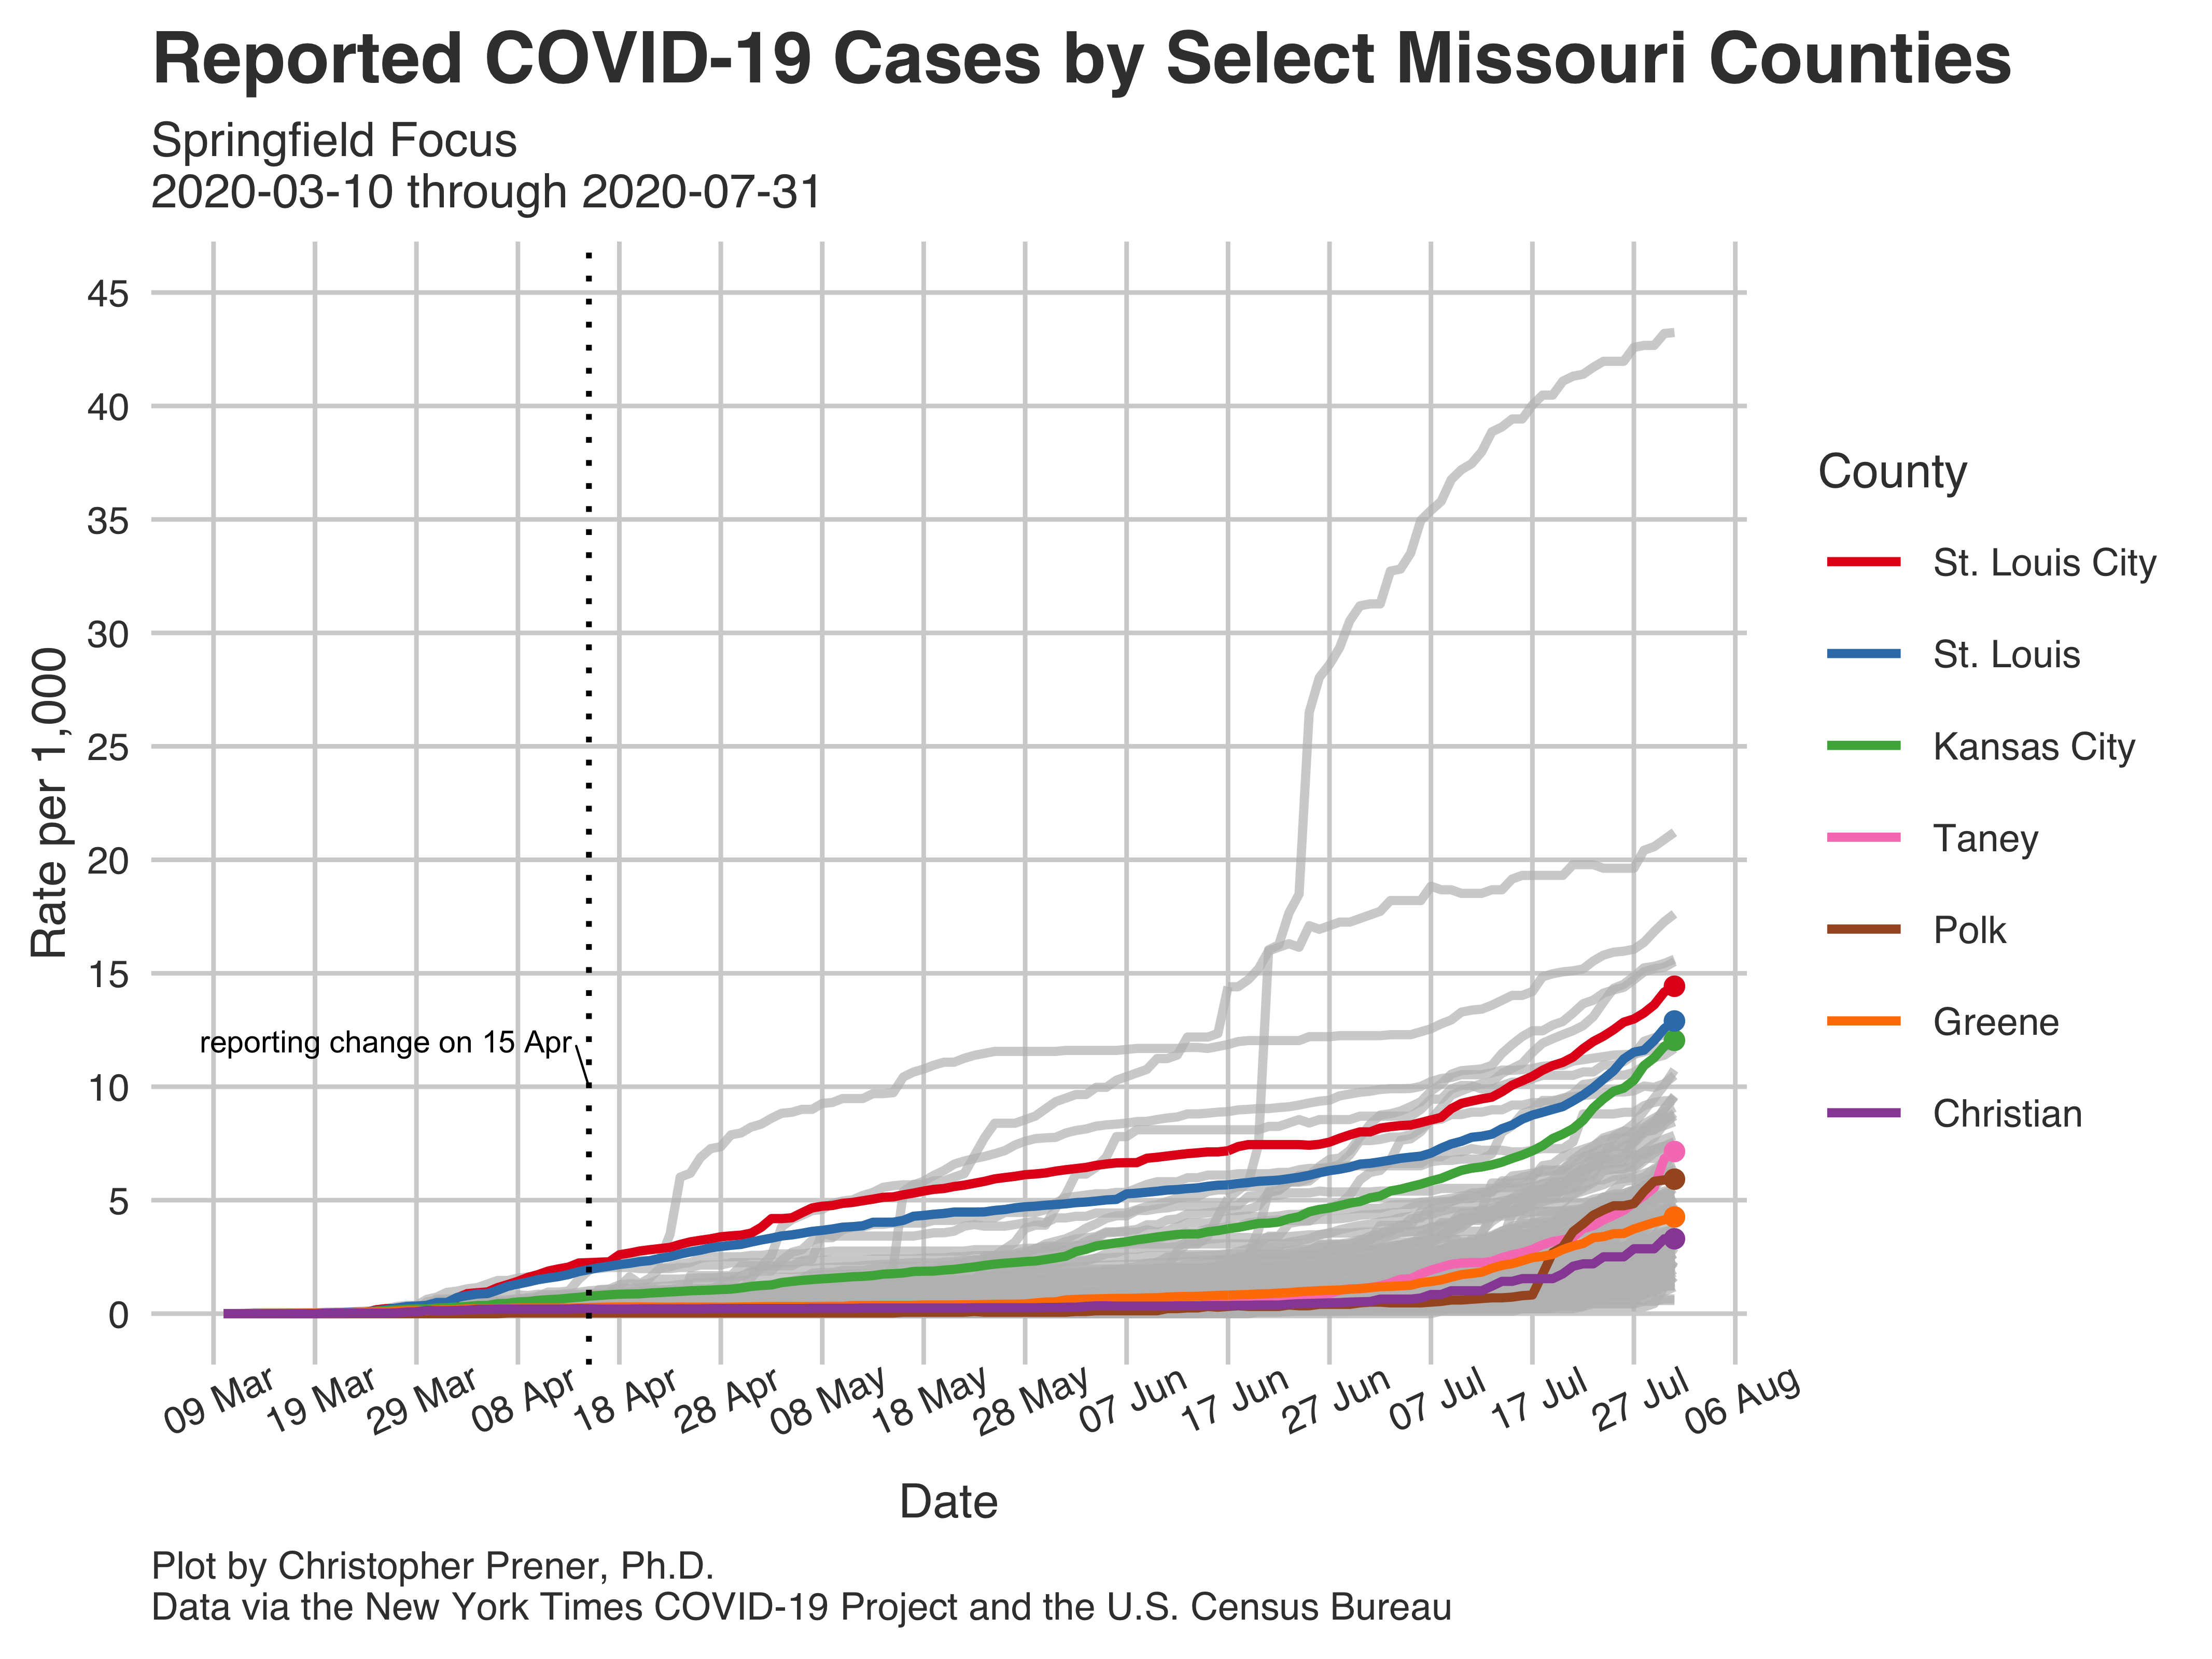 Reported COVID-19 Cases by Select Missouri Counties
Springfield Focus
2020-03-10 through 2020-07-31
Rate per 1,000
45
40
35
30
25
20
15
10
5
0
reporting change on 15 Apr
09 Mar
19 Mar
29 Mar
08 Apr
18 Apr
28 Apr
08 May
18 May
28 May
07 Jun
17 Jun
27 Jun
07 Jul
17 Jul
27 Jul
06 Aug
Date
County
St. Louis City
St. Louis
Kansas City
Taney
Polk
Greene
Christian
Plot by Christopher Prener, Ph.D.
Data via the New York Times COVID-19 Project and the U.S. Census Bureau